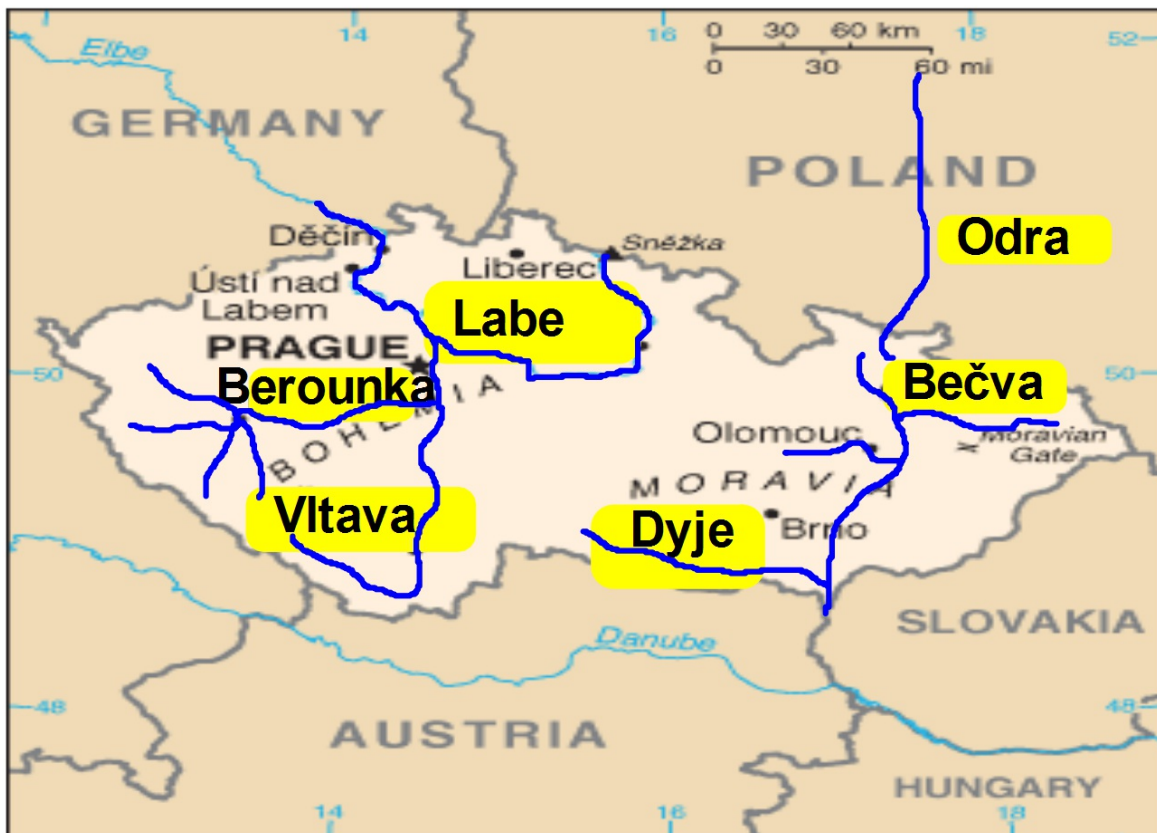 14
16
18
52
0 30 60 km
0 30 60 mi
Elbe
GERMANY
POLAND
Děčín
Sněžka
Odra
Liberec
Ústí nad
Labem
Labe
PRAGUE
50
50
Berounka
Bečva
BOHEMIA
Olomouc
Moravian
Gate
MORAVIA
Vltava
Dyje
Brno
SLOVAKIA
Danube
48
48
AUSTRIA
HUNGARY
14
16
18